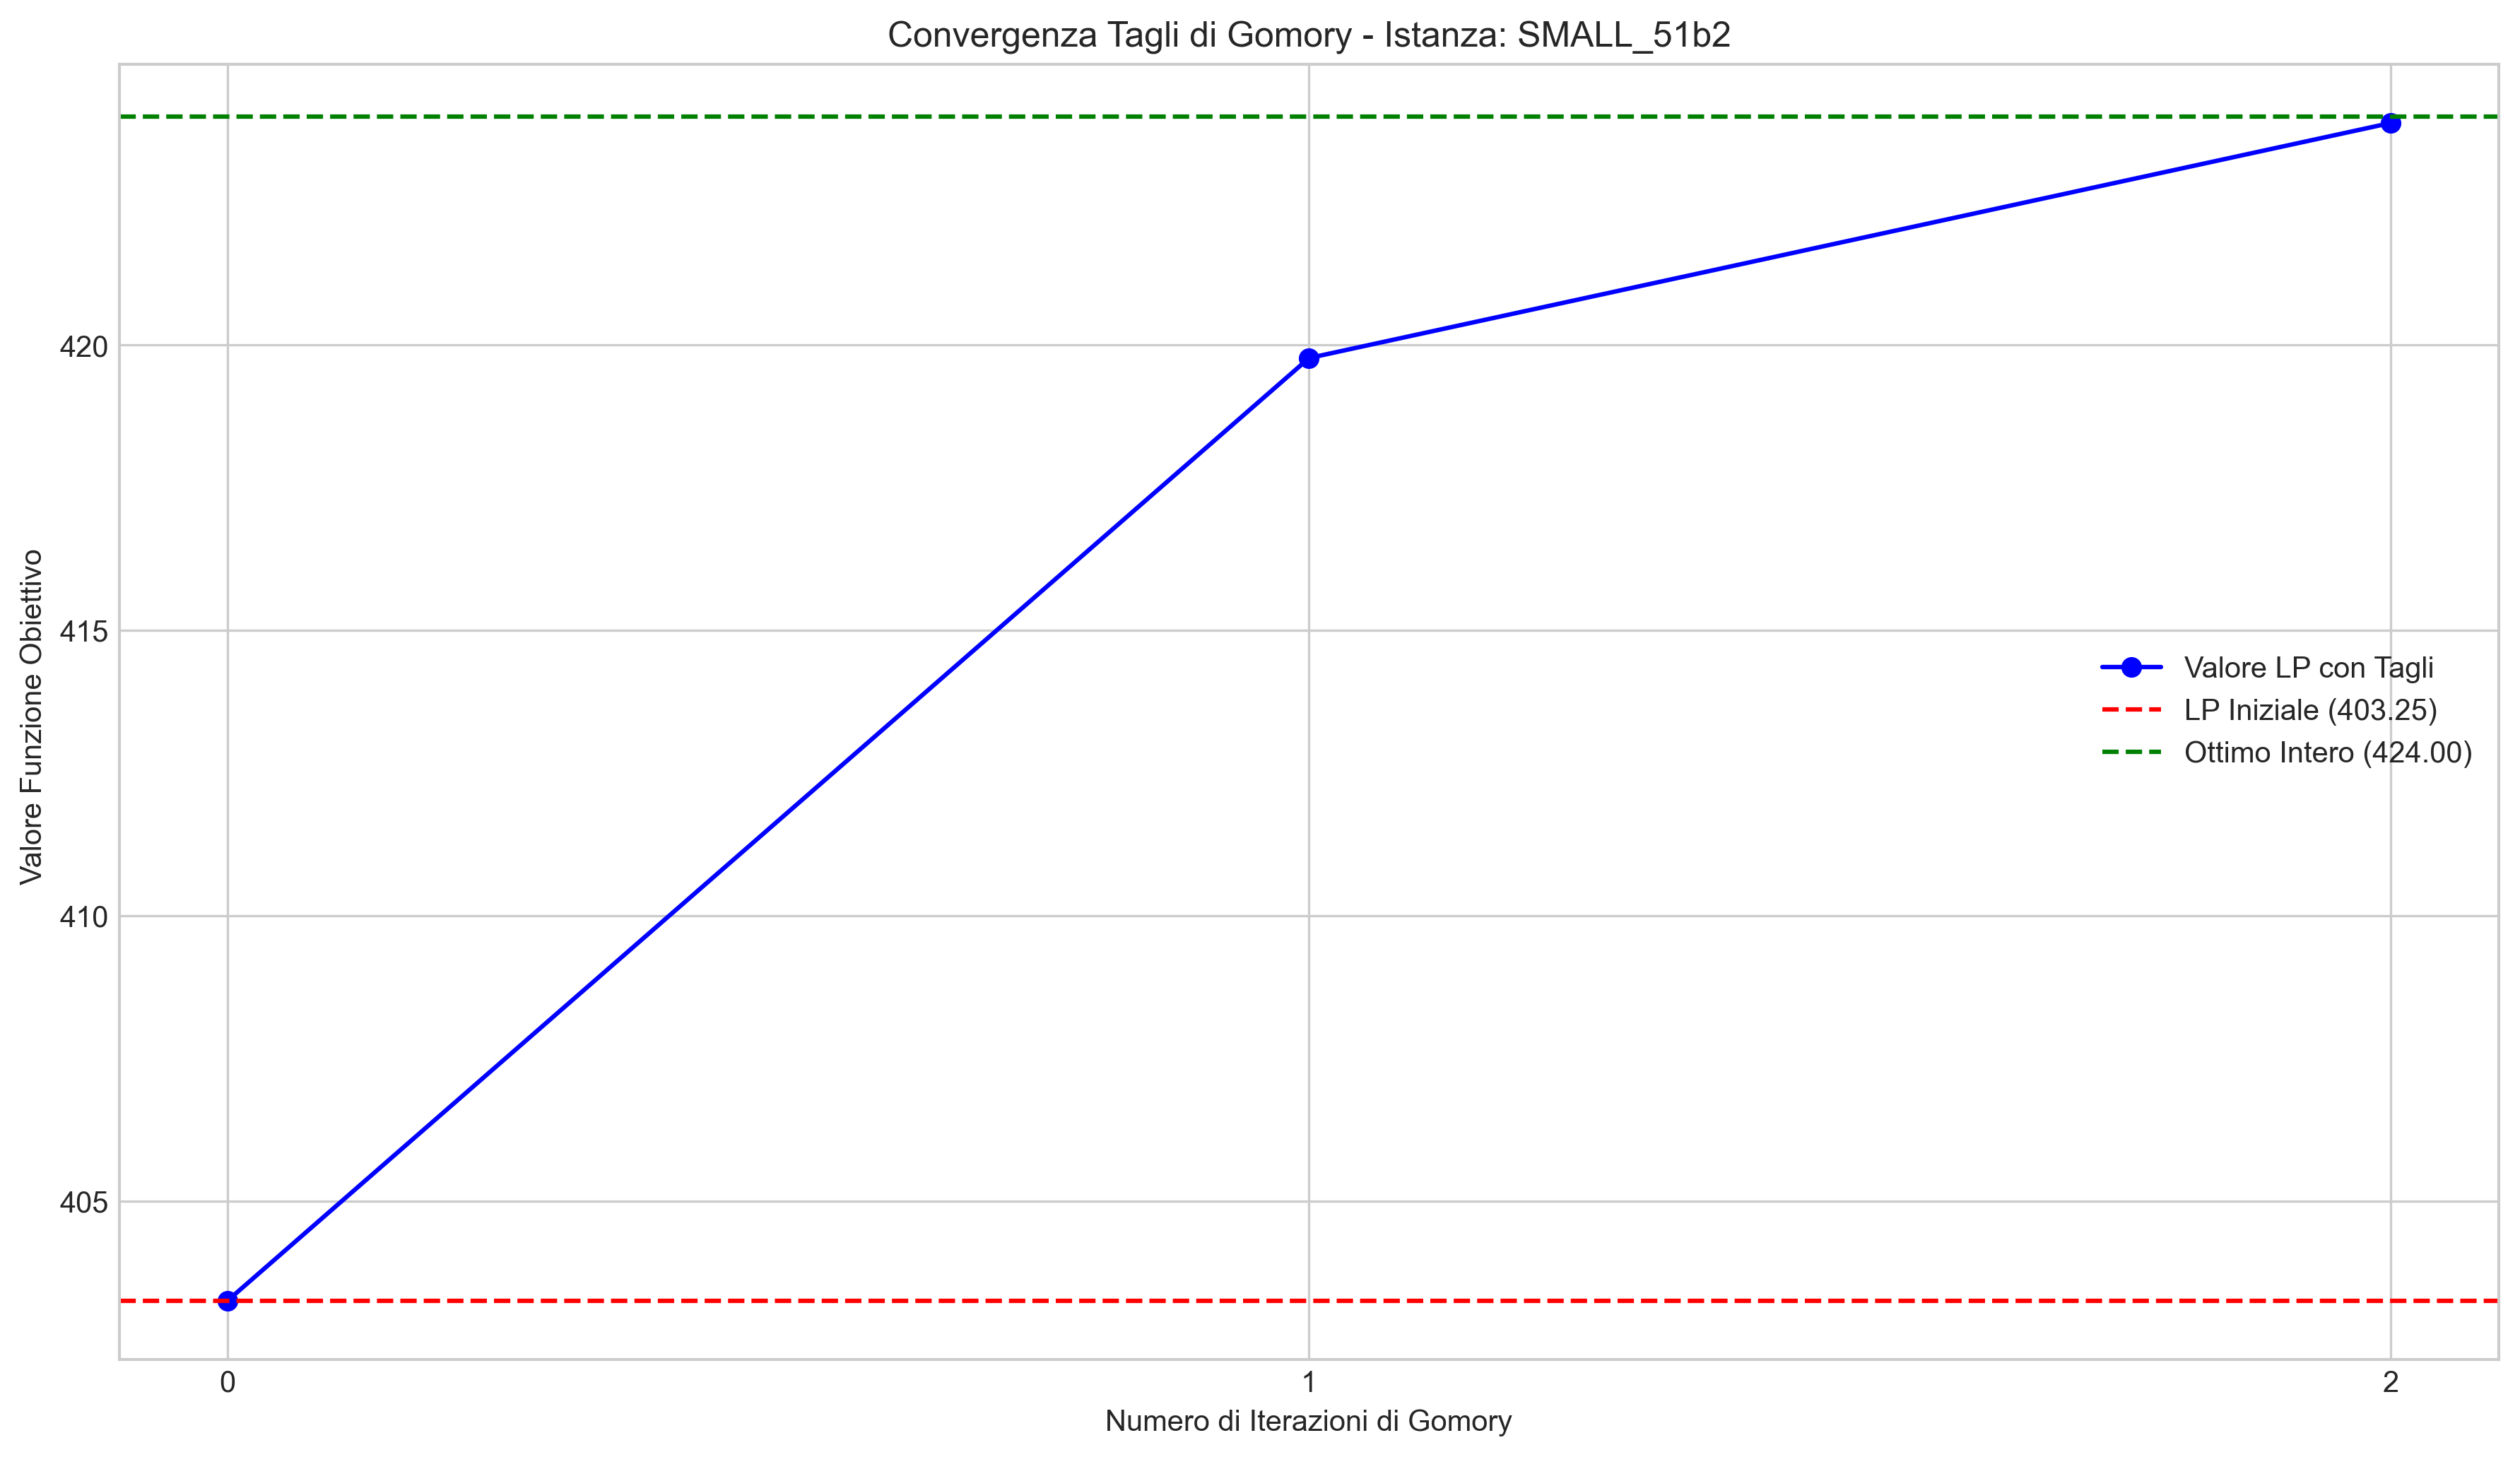 Convergenza Tagli di Gomory - Istanza: SMALL_51b2
Valore Funzione Obiettivo
420
415
410
405
Valore LP con Tagli
LP Iniziale (403.25)
Ottimo Intero (424.00)
0
1
2
Numero di Iterazioni di Gomory